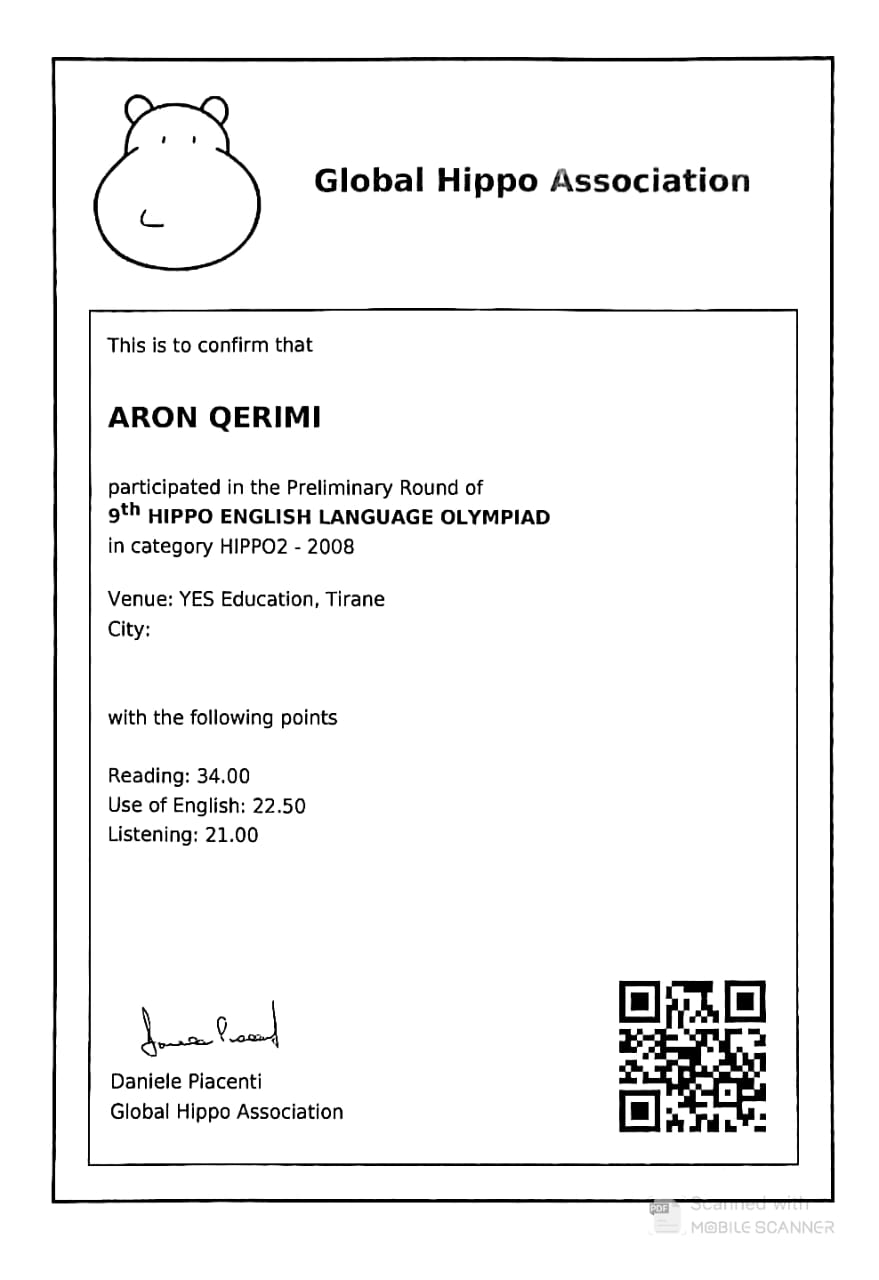 Global Hippo Association
This is to confirm that
ARON QERIMI
participated in the Preliminary Round of
9th HIPPO ENGLISH LANGUAGE OLYMPIAD
in category HIPPO2 - 2008
Venue: YES Education, Tirane
City:
with the following points
Reading: 34.00
Use of English: 22.50
Listening: 21.00
Daniele Piacenti
Global Hippo Association
PDF
Scanned with
MOBILE SCANNER